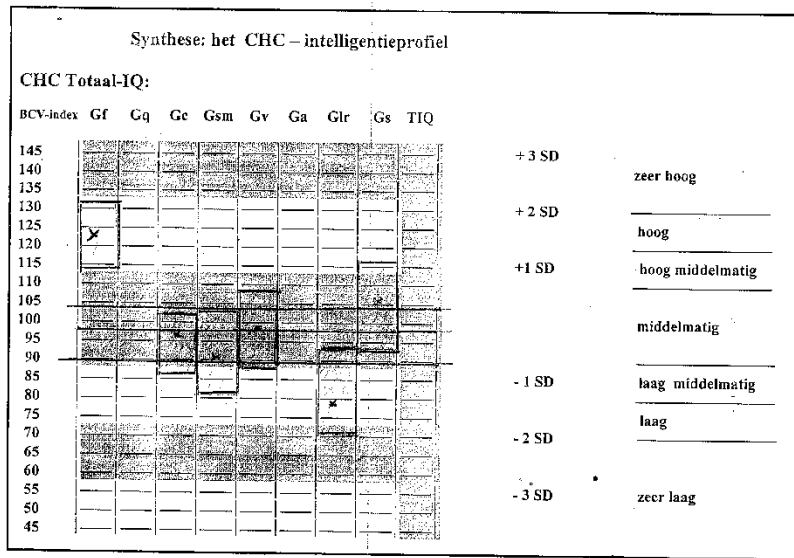 Synthese: het CHC – intelligentieprofiel
CHC Totaal-IQ:
BCV-index Gf Gq Gc Gsm Gv Ga Glr Gs TIQ
145
140
135
130
125
120
115
110
105
100
95
90
85
80
75
70
65
60
55
50
45
+ 3 SD
+ 2 SD
+1 SD
- 1 SD
- 2 SD
- 3 SD
zeer hoog
hoog
hoog middelmatig
middelmatig
laag middelmatig
laag
zeer laag